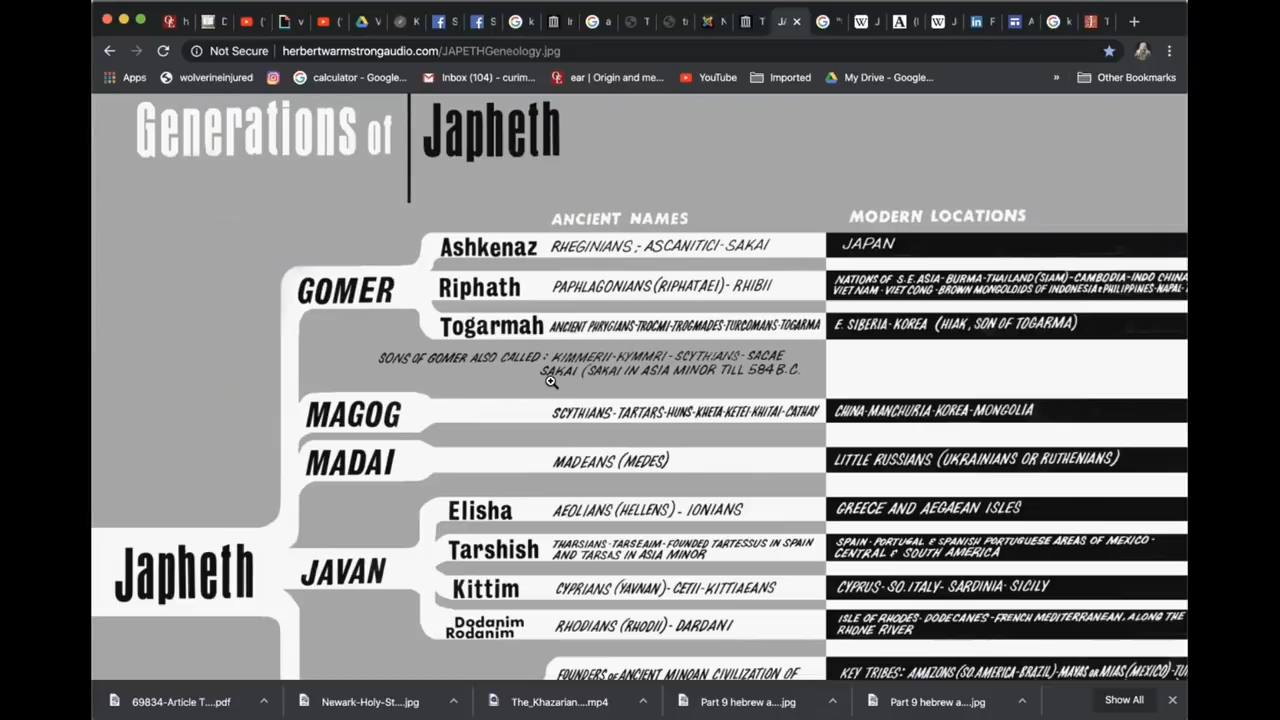 Not Secure
herbertwarmstrongaudio.com/JAPETHGeneology.jpg
Apps
wolverineinjured
calculator - Google...
Inbox (104) - curim...
ear | Origin and me...
YouTube
Imported
My Drive - Google...
»
Other Bookmarks
Generations of Japheth
ANCIENT NAMES
MODERN LOCATIONS
GOMER
Ashkenaz RHEGINIANS,- ASCANITICI- SAKAI JAPAN
Riphath PAPHLAGONIANS (RIPHATAEI) - RHIBII NATIONS OF S.E. ASIA - BURMA - THAILAND (SIAM) - CAMBODIA - INDO CHINA
VIET NAM - VIET CONG - BROWN MONGOLOIDS OF INDONESIA & PHILIPPINES - NAPAL-
Togarmah ANCIENT PHRYGIANS-TROCMI-TROGMADES-TURCOMANS-TOGARMA E. SIBERIA - KOREA (HIAK, SON OF TOGARMA)
SONS OF GOMER ALSO CALLED: KIMMERII-KYMMRI - SCYTHIANS- SACAE
SAKAI (SAKAI IN ASIA MINOR TILL 584 B.C.
MAGOG SCYTHIANS-TARTARS-HUNS-KHETA-KETEI-KHITAI-CATHAY CHINA-MANCHURIA-KOREA-MONGOLIA
MADAI MADEANS (MEDES) LITTLE RUSSIANS (UKRAINIANS OR RUTHENIANS)
Japheth
JAVAN
Elisha AEOLIANS (HELLENS) - IONIANS GREECE AND AEGAEAN ISLES
Tarshish THARSIANS-TARSEAIM-FOUNDED TARTESSUS IN SPAIN
AND TARSAS IN ASIA MINOR
SPAIN - PORTUGAL & SPANISH PORTUGUESE AREAS OF MEXICO -
CENTRAL & SOUTH AMERICA
Kittim CYPRIANS (YAVNAN) - CETII-KITTIAEANS CYPRUS-SO. ITALY- SARDINIA- SICILY
Dodanim
Rodanim
RHODIANS (RHODII) - DARDANI
ISLE OF RHODES- DODECANES - FRENCH MEDITERRANEAN, ALONG THE
RHONE RIVER
FOUNDERS OF ANCIENT MINOAN CIVILIZATION OF
KEY TRIBES: AMAZONS (SO. AMERICA-BRAZIL)-MAYAS OR MIAS (MEXICO)
69834-Article T....pdf
Newark-Holy-St....jpg
The_Khazarian....mp4
Part 9 hebrew a....jpg
Part 9 hebrew a....jpg
Show All